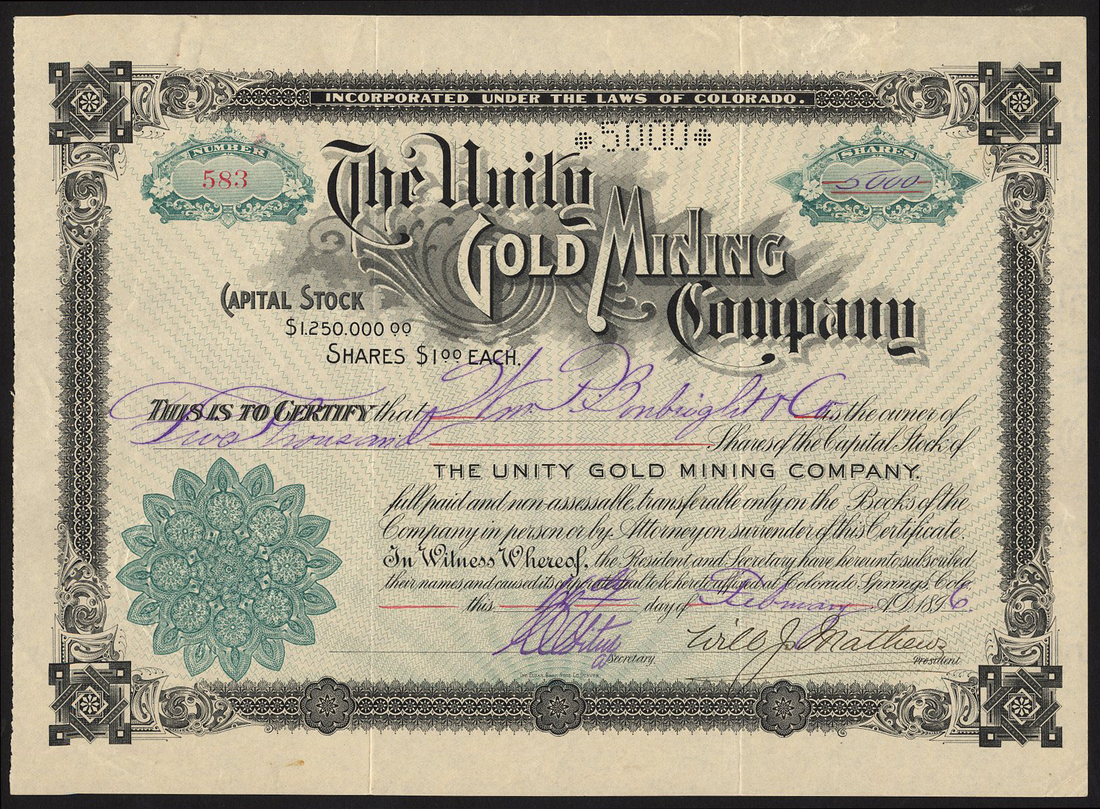 INCORPORATED UNDER THE LAWS OF COLORADO.
*5000*
NUMBER
583
SHARES
5000
The Unity
GOLD MINING
Company
CAPITAL STOCK
$1.250.000 00
SHARES $1 00 EACH.
THIS IS TO CERTIFY that Wm P. Bonbright & Co is the owner of
Five Thousand Shares of the Capital Stock of
THE UNITY GOLD MINING COMPANY.
full paid and non-assessable, transferable only on the Books of the
Company in person or by Attorney on surrender of this Certificate.
In Witness Whereof, the President and Secretary have hereunto subscribed
their names and caused its corporate seal to be hereto affixed at Colorado Springs Colo
this day of February A.D. 1896.
Will J. Mathews
Secretary.
President